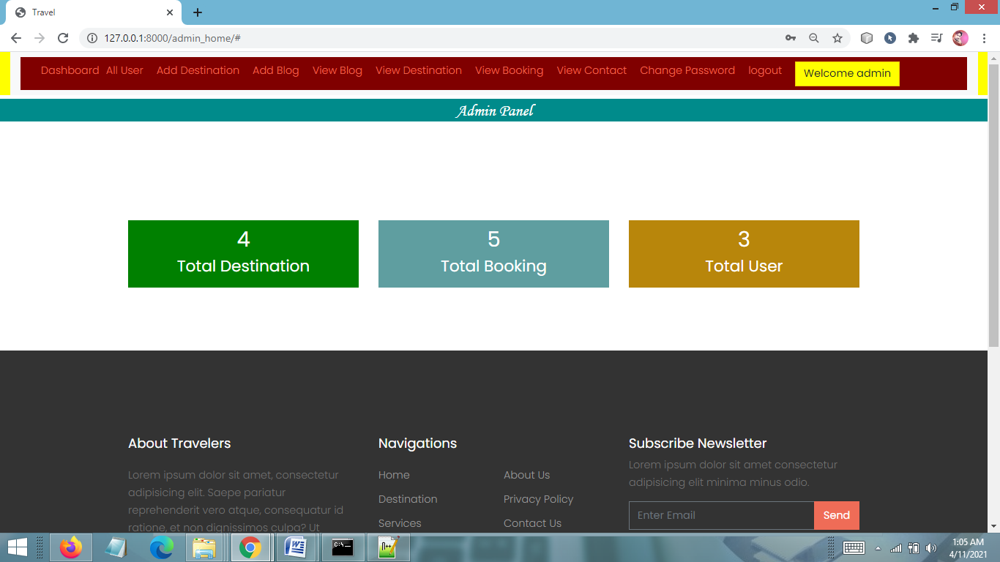 Travel
127.0.0.1:8000/admin_home/#
Dashboard All User Add Destination Add Blog View Blog View Destination View Booking View Contact Change Password logout Welcome admin
Admin Panel
4
Total Destination
5
Total Booking
3
Total User
About Travelers
Lorem ipsum dolor sit amet, consectetur
adipisicing elit. Saepe pariatur
reprehenderit vero atque, consequatur id
ratione, et non dignissimos culpa? Ut
Navigations
Home
Destination
Services
About Us
Privacy Policy
Contact Us
Subscribe Newsletter
Lorem ipsum dolor sit amet consectetur
adipisicing elit minima minus odio.
Enter Email Send
1:05 AM
4/11/2021